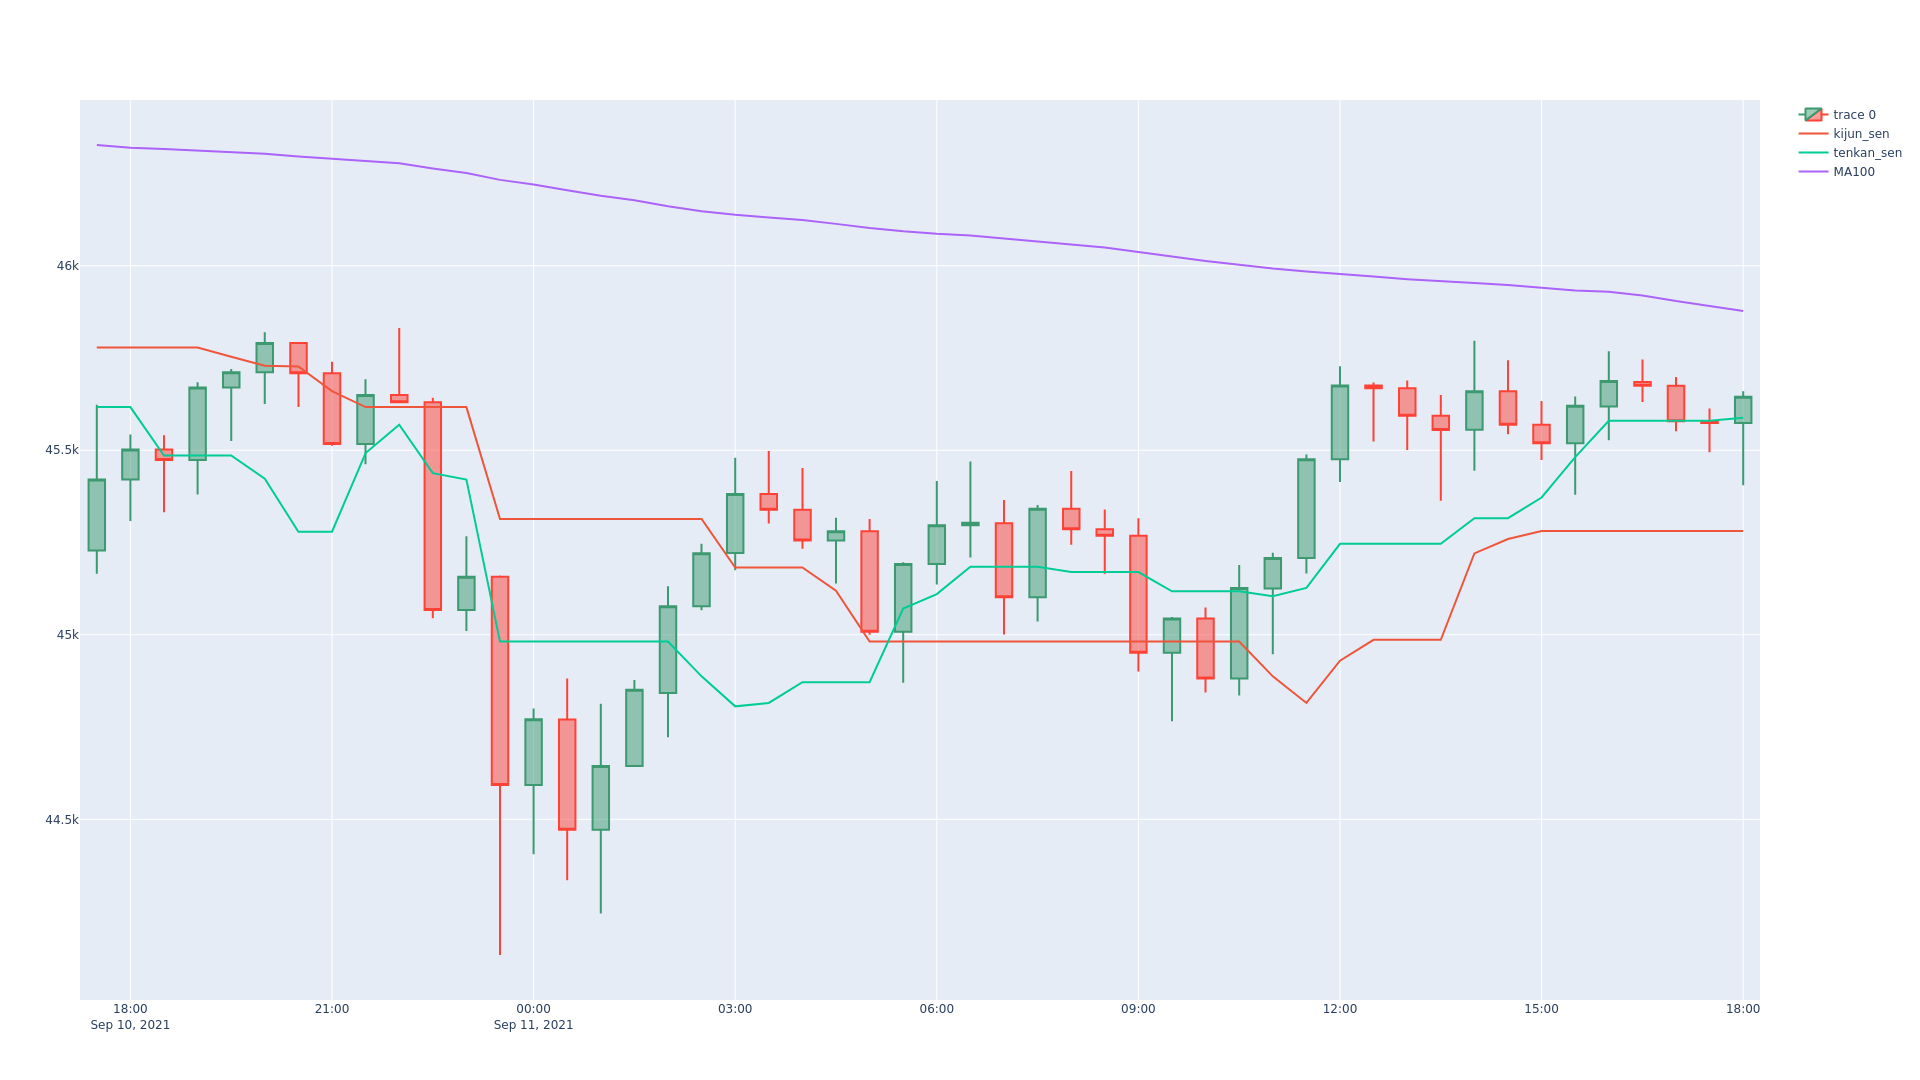 trace 0
kijun_sen
tenkan_sen
MA100
46k
45.5k
45k
44.5k
18:00 21:00 00:00 03:00 06:00 09:00 12:00 15:00 18:00
Sep 10, 2021 Sep 11, 2021